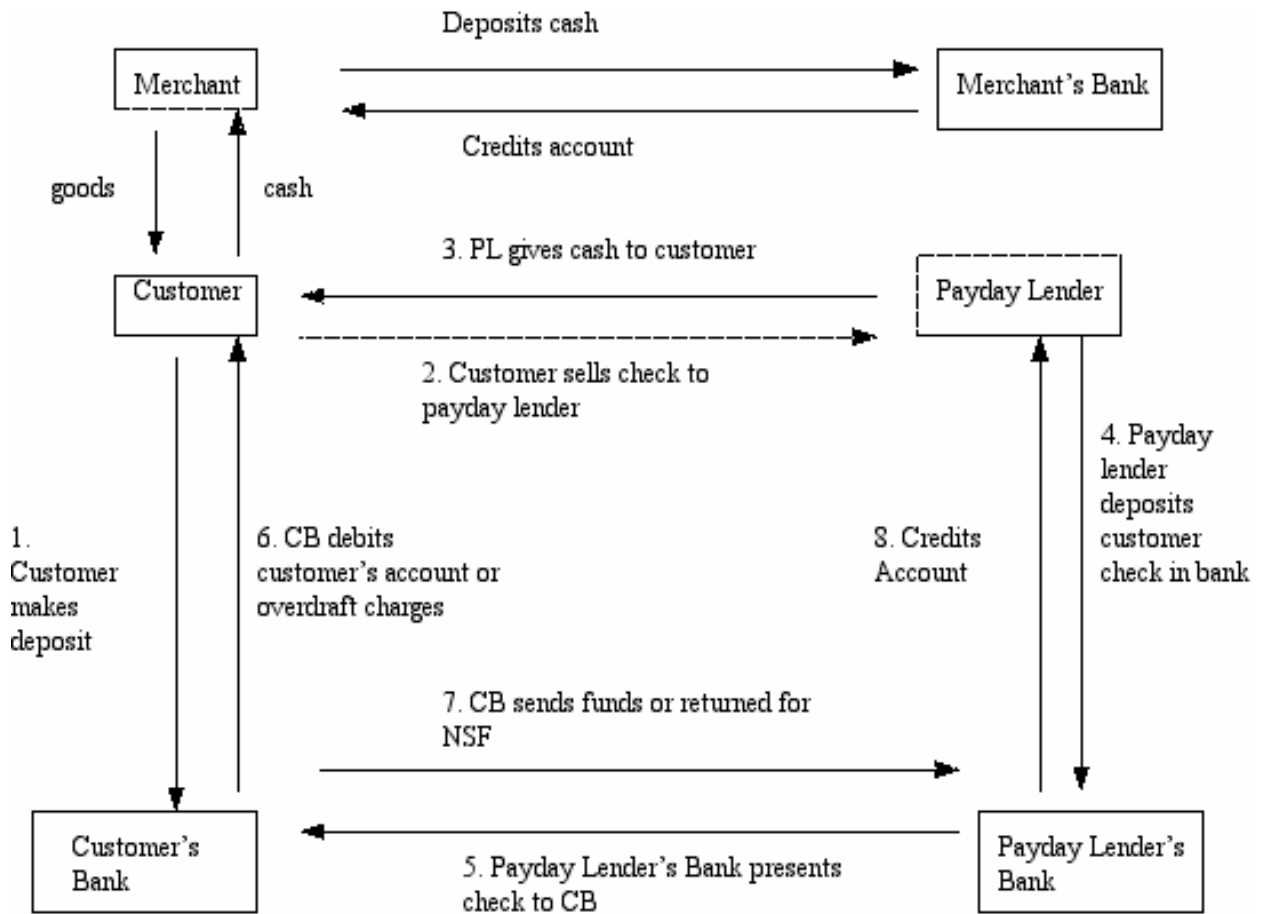 Deposits cash
Merchant
Merchant's Bank
Credits account
goods
cash
3. PL gives cash to customer
Customer
Payday Lender
2. Customer sells check to
payday lender
4. Payday
lender
deposits
customer
check in bank
1.
Customer
makes
deposit
6. CB debits
customer's account or
overdraft charges
8. Credits
Account
7. CB sends funds or returned for
NSF
Customer's
Bank
Payday Lender's
Bank
5. Payday Lender's Bank presents
check to CB